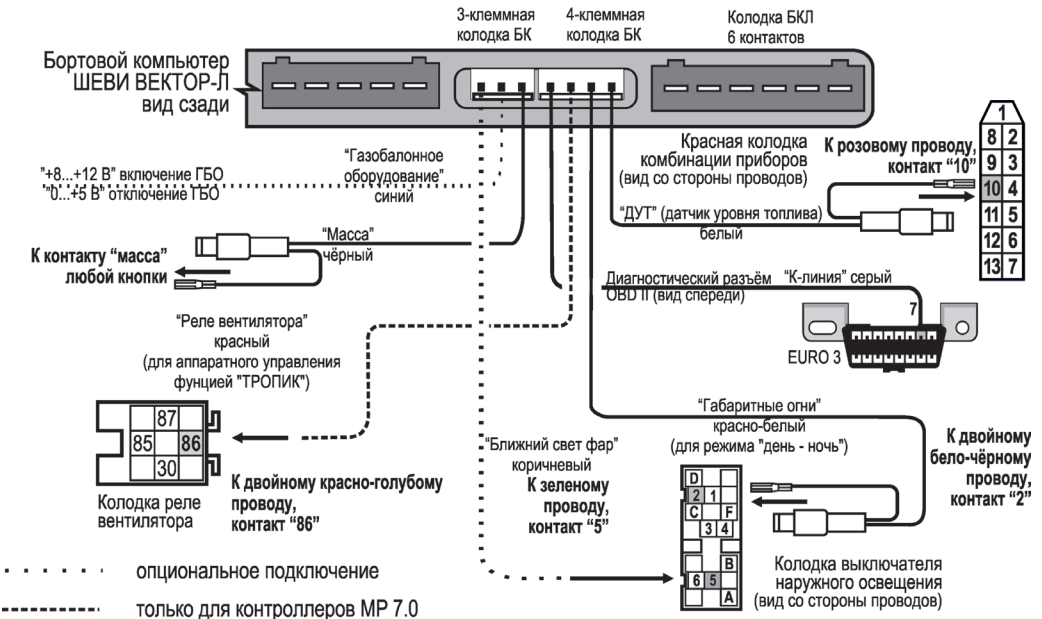 3-клеммная
колодка БК
4-клеммная
колодка БК
Колодка БКЛ
6 контактов
Бортовой компьютер
ШЕВИ ВЕКТОР-Л
вид сзади
"+8...+12 В" включение ГБО
"0...+5 В" отключение ГБО
"Газобалонное
оборудование"
синий
Красная колодка
комбинации приборов
(вид со стороны проводов)
К розовому проводу,
контакт "10"
1
8 2
9 3
10 4
11 5
12 6
13 7
"ДУТ" (датчик уровня топлива)
белый
"Масса"
чёрный
К контакту "масса"
любой кнопки
Диагностический разъём
OBD II (вид спереди)
"К-линия" серый
7
EURO 3
"Реле вентилятора"
красный
(для аппаратного управления
фунцией "ТРОПИК")
87
85 86
30
Колодка реле
вентилятора
К двойному красно-голубому
проводу,
контакт "86"
"Габаритные огни"
красно-белый
(для режима "день - ночь")
"Ближний свет фар"
коричневый
К зеленому
проводу,
контакт "5"
К двойному
бело-чёрному
проводу,
контакт "2"
D
2 1
C F
3 4
B
6 5
A
Колодка выключателя
наружного освещения
(вид со стороны проводов)
опциональное подключение
только для контроллеров МР 7.0